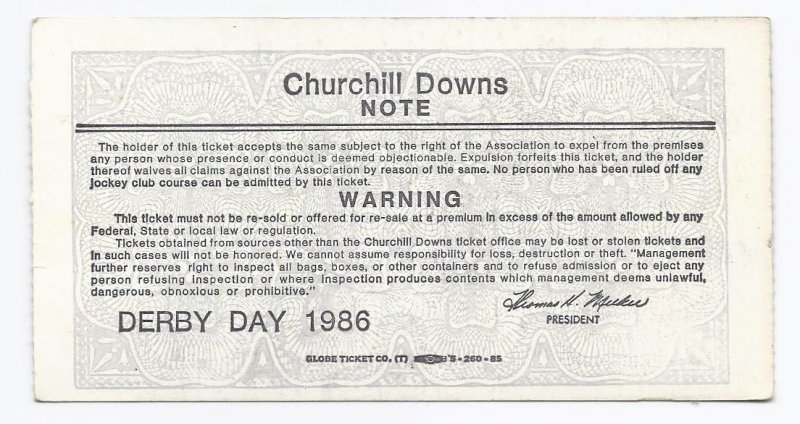 Churchill Downs
NOTE
The holder of this ticket accepts the same subject to the right of the Association to expel from the premises
any person whose presence or conduct is deemed objectionable. Expulsion forfeits this ticket, and the holder
thereof waives all claims against the Association by reason of the same. No person who has been ruled off any
jockey club course can be admitted by this ticket.
WARNING
This ticket must not be re-sold or offered for re-sale at a premium in excess of the amount allowed by any
Federal, State or local law or regulation.
Tickets obtained from sources other than the Churchill Downs ticket office may be lost or stolen tickets and
in such cases will not be honored. We cannot assume responsibility for loss, destruction or theft. "Management
further reserves right to inspect all bags, boxes, or other containers and to refuse admission or to eject any
person refusing inspection or where inspection produces contents which management deems unlawful,
dangerous, obnoxious or prohibitive."
Thomas H. Meeker
PRESIDENT
DERBY DAY 1986
GLOBE TICKET CO. (T) 'S - 260 - 85